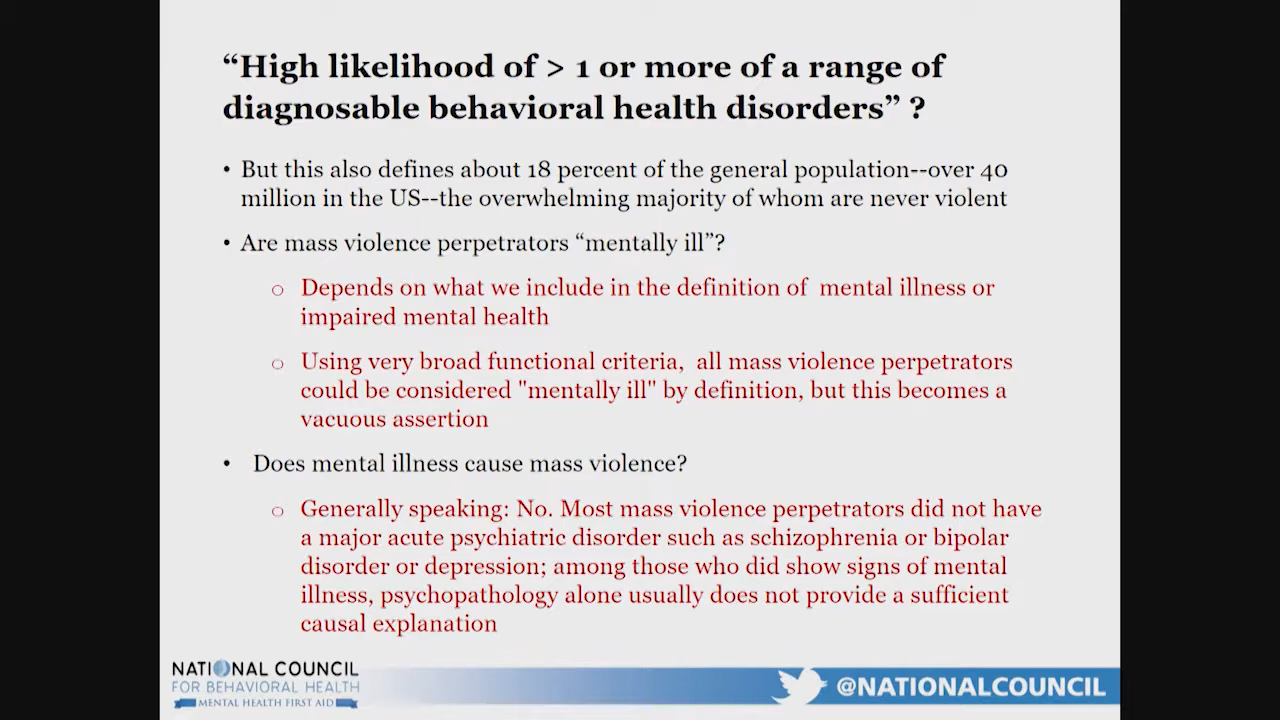 “High likelihood of > 1 or more of a range of
diagnosable behavioral health disorders” ?
• But this also defines about 18 percent of the general population--over 40
million in the US--the overwhelming majority of whom are never violent
• Are mass violence perpetrators “mentally ill”?
o Depends on what we include in the definition of mental illness or
impaired mental health
o Using very broad functional criteria, all mass violence perpetrators
could be considered "mentally ill" by definition, but this becomes a
vacuous assertion
• Does mental illness cause mass violence?
o Generally speaking: No. Most mass violence perpetrators did not have
a major acute psychiatric disorder such as schizophrenia or bipolar
disorder or depression; among those who did show signs of mental
illness, psychopathology alone usually does not provide a sufficient
causal explanation
NATIONAL COUNCIL
FOR BEHAVIORAL HEALTH
MENTAL HEALTH FIRST AID
@NATIONALCOUNCIL